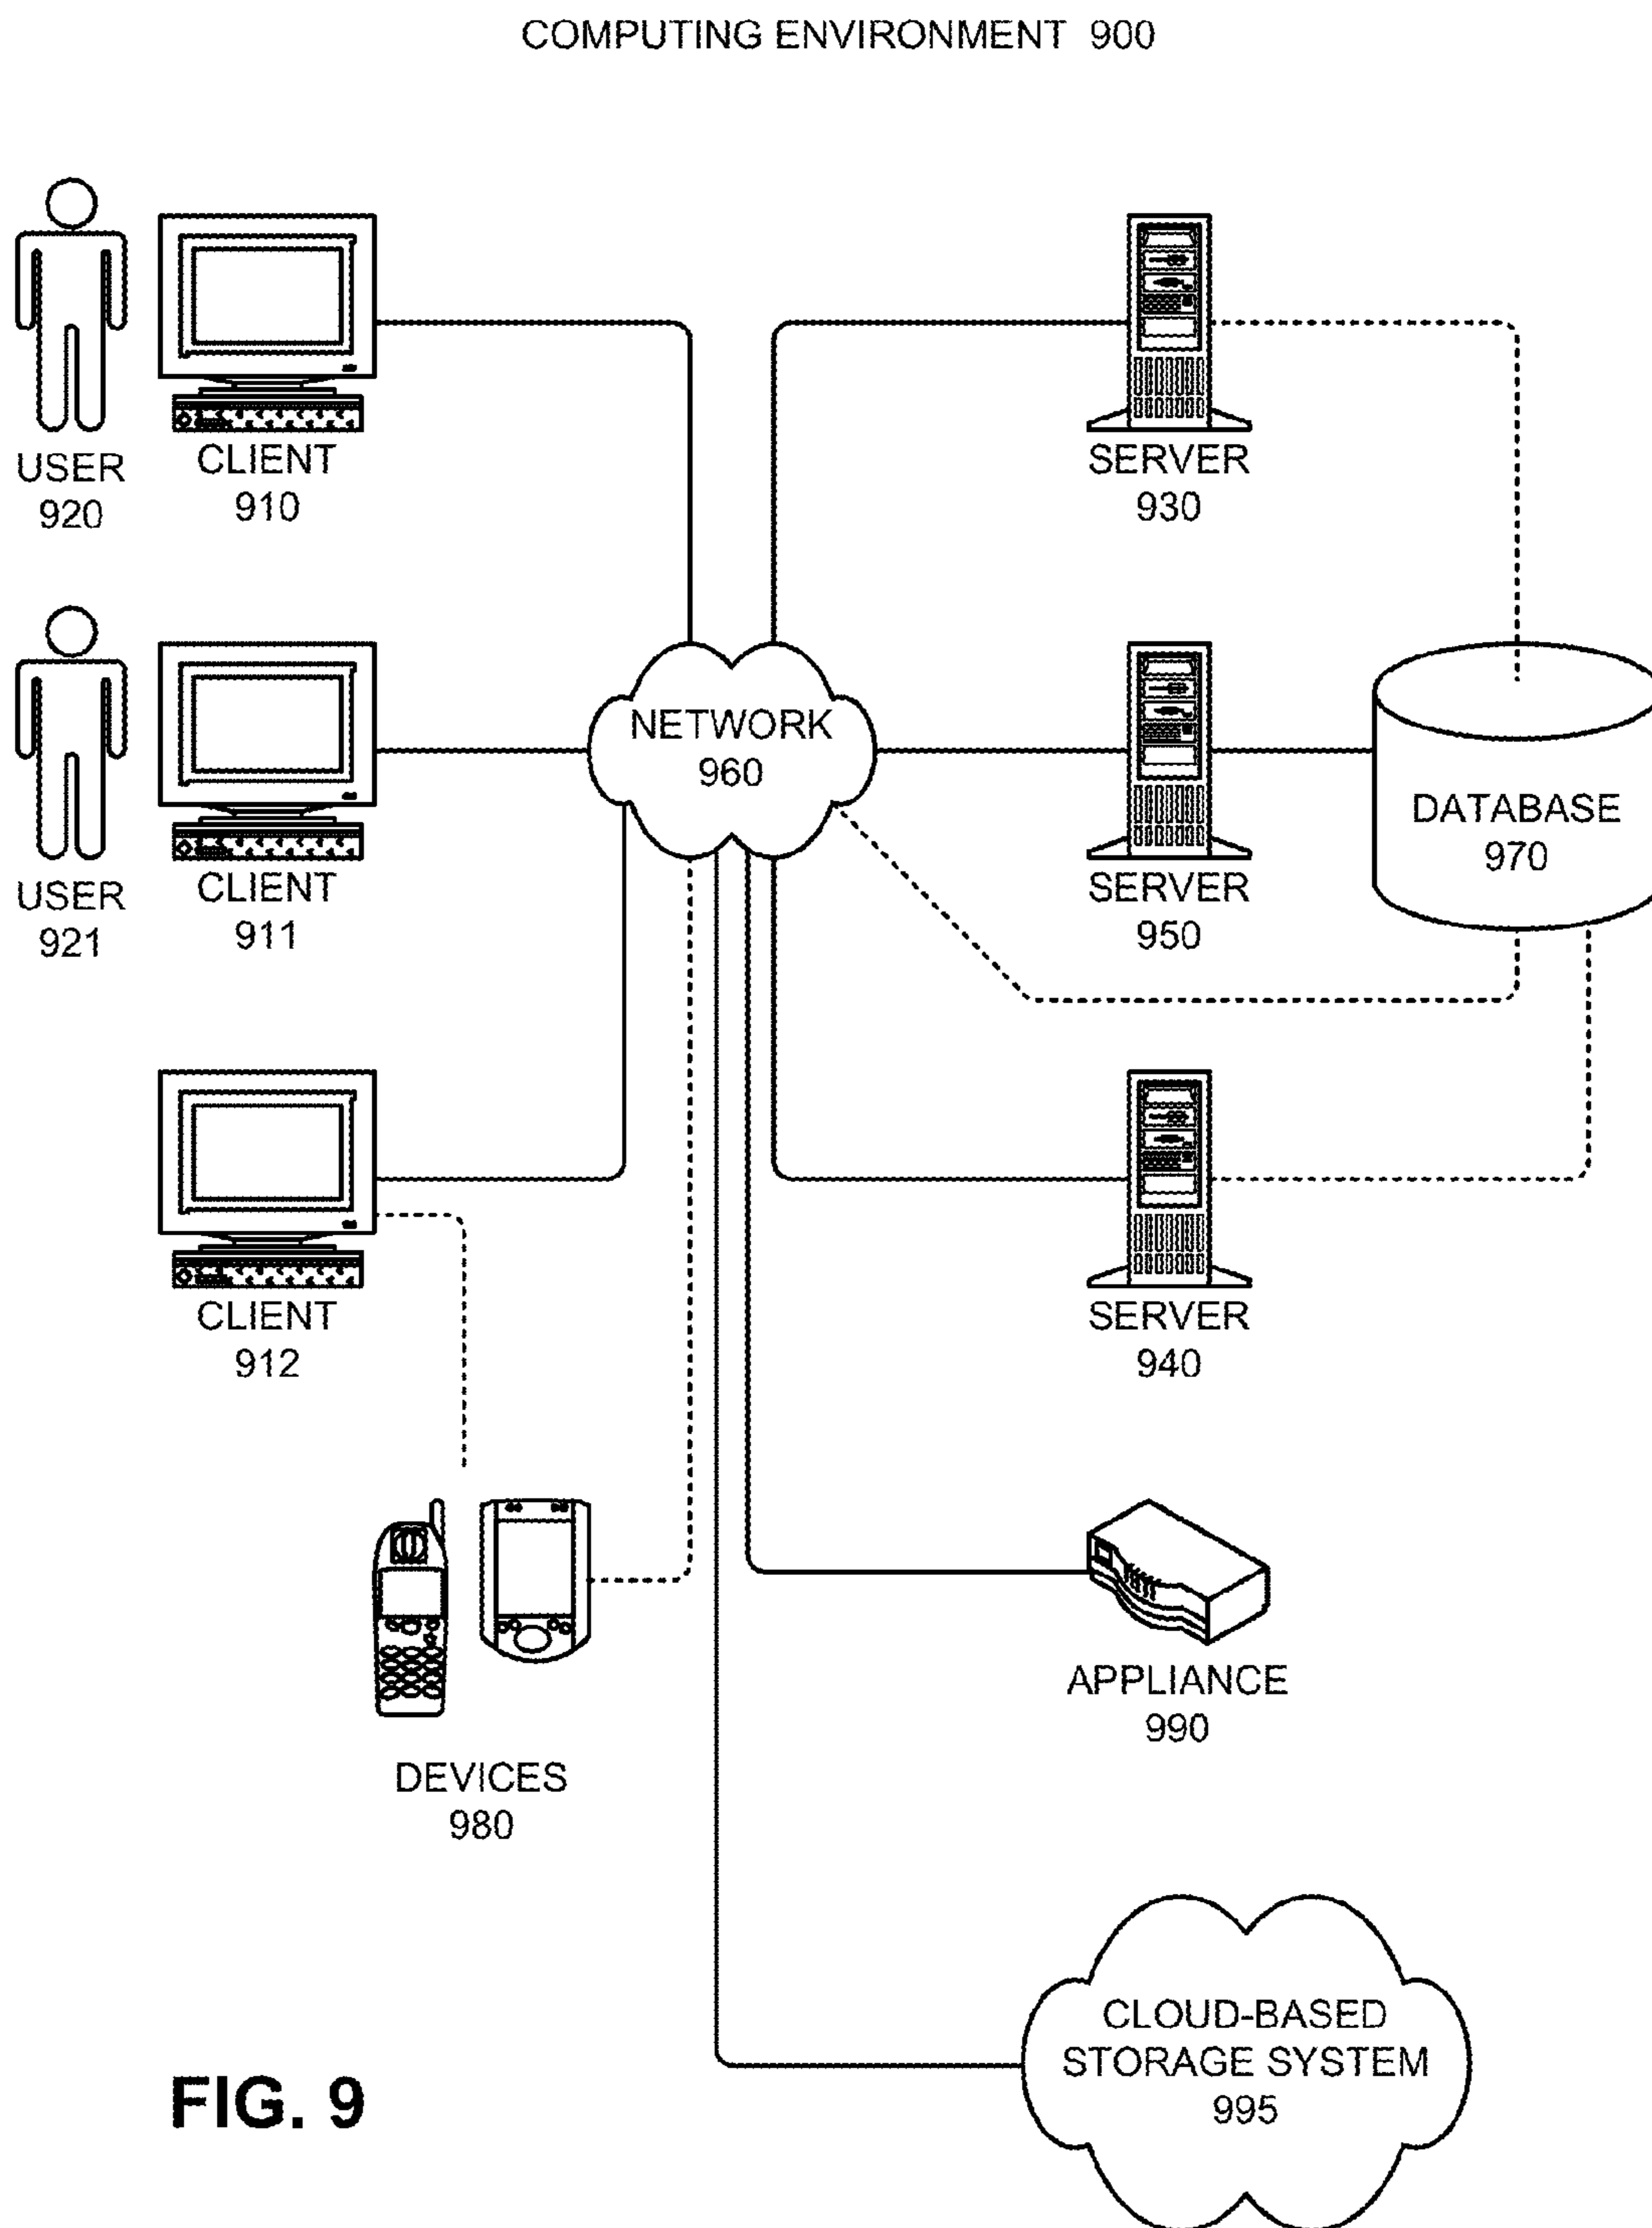 COMPUTING ENVIRONMENT 900
USER
920
CLIENT
910
SERVER
930
USER
921
CLIENT
911
NETWORK
960
SERVER
950
DATABASE
970
CLIENT
912
SERVER
940
DEVICES
980
APPLIANCE
990
CLOUD-BASED
STORAGE SYSTEM
995
FIG. 9